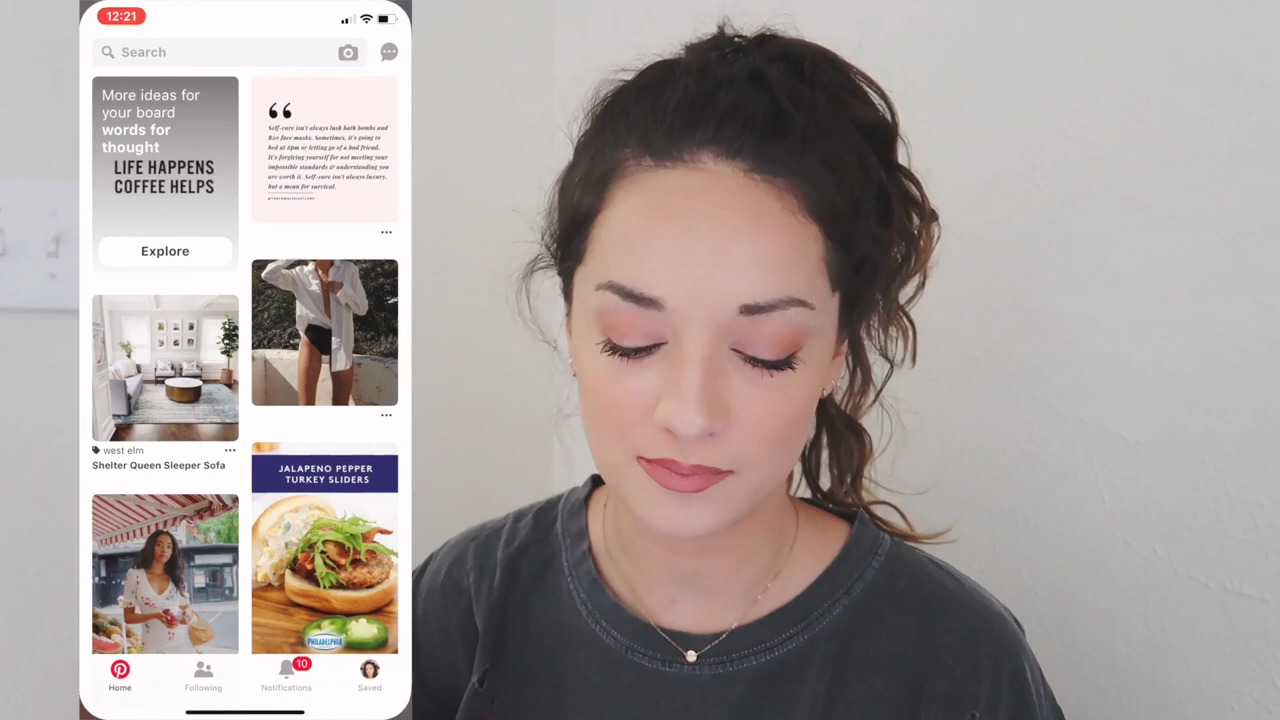 12:21
Search
More ideas for
your board
words for
thought
LIFE HAPPENS
COFFEE HELPS
Explore
“
Self-care isn't always lush bath bombs and
$20 face masks. Sometimes, it's going to
bed at 8pm or letting go of a bad friend.
It's forgiving yourself for not meeting your
impossible standards & understanding you
are worth it. Self-care isn't always luxury,
but a mean for survival.
west elm
Shelter Queen Sleeper Sofa
JALAPENO PEPPER
TURKEY SLIDERS
PHILADELPHIA
Home
Following
10
Notifications
Saved